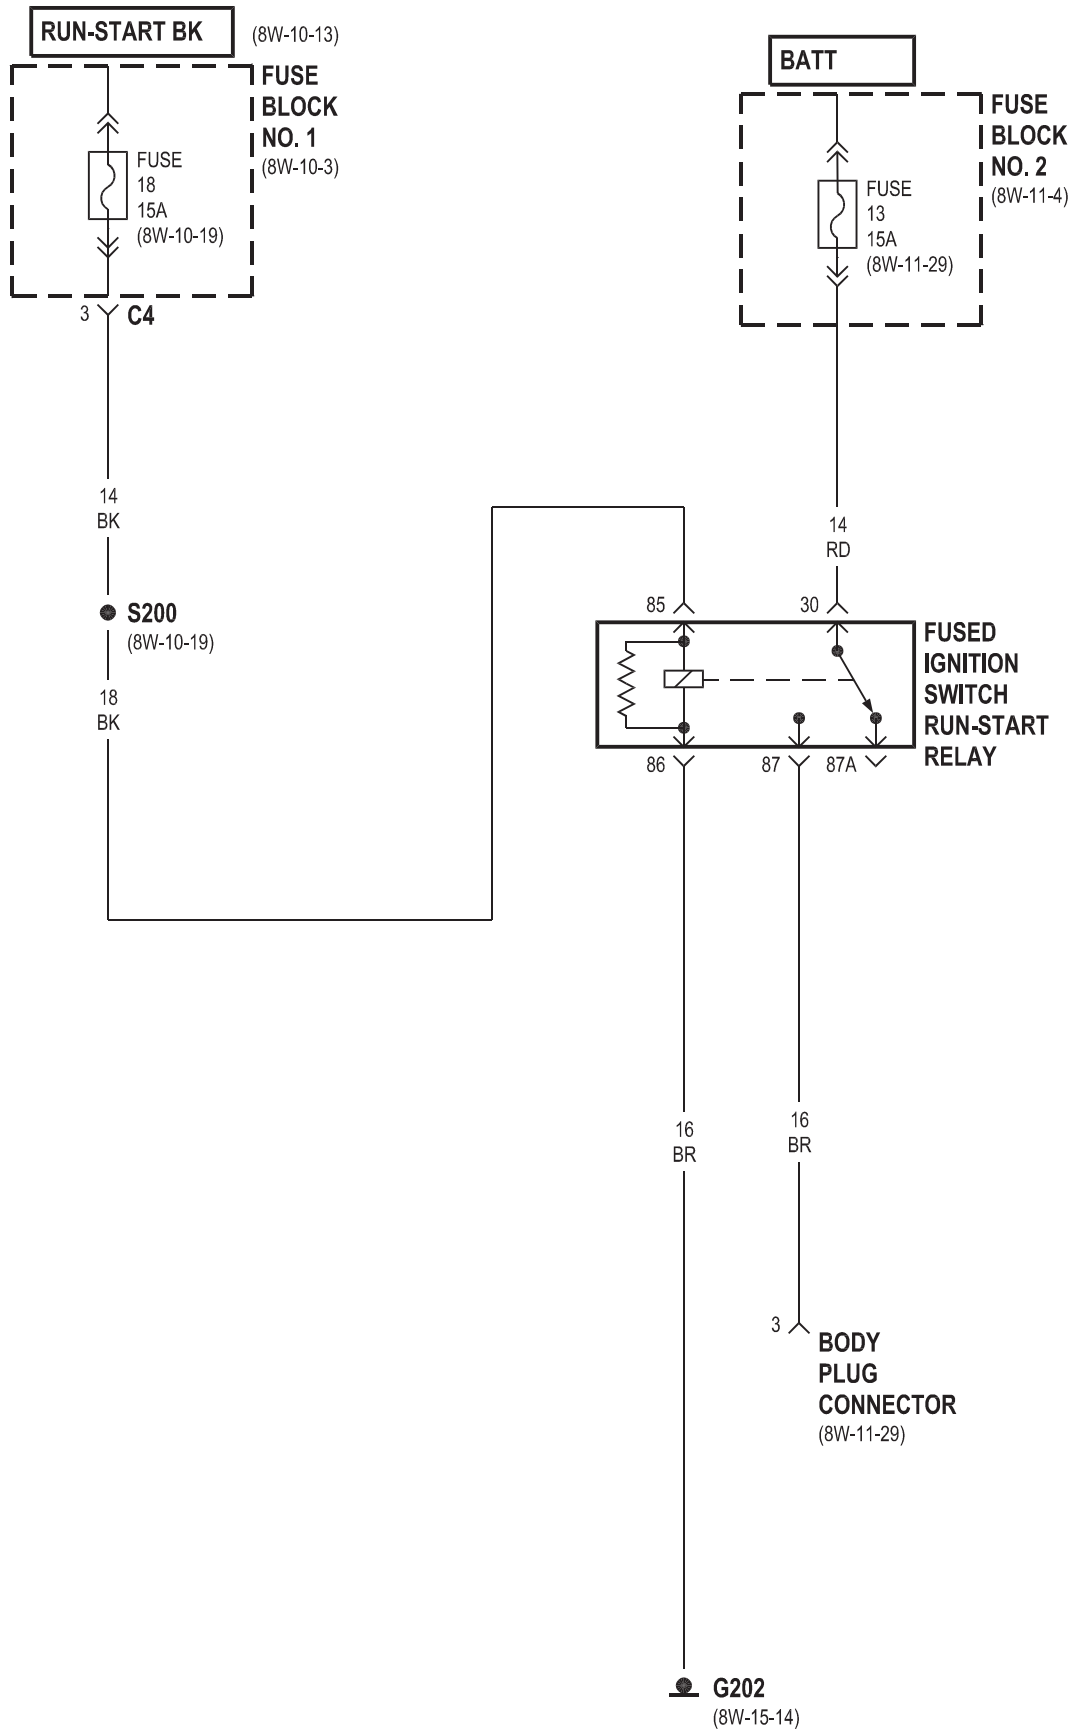 RUN-START BK
(8W-10-13)
FUSE
BLOCK
NO. 1
(8W-10-3)
FUSE
18
15A
(8W-10-19)
3
C4
BATT
FUSE
BLOCK
NO. 2
(8W-11-4)
FUSE
13
15A
(8W-11-29)
14
BK
S200
(8W-10-19)
18
BK
14
RD
85
30
FUSED
IGNITION
SWITCH
RUN-START
RELAY
86
87
87A
16
BR
16
BR
3
BODY
PLUG
CONNECTOR
(8W-11-29)
G202
(8W-15-14)